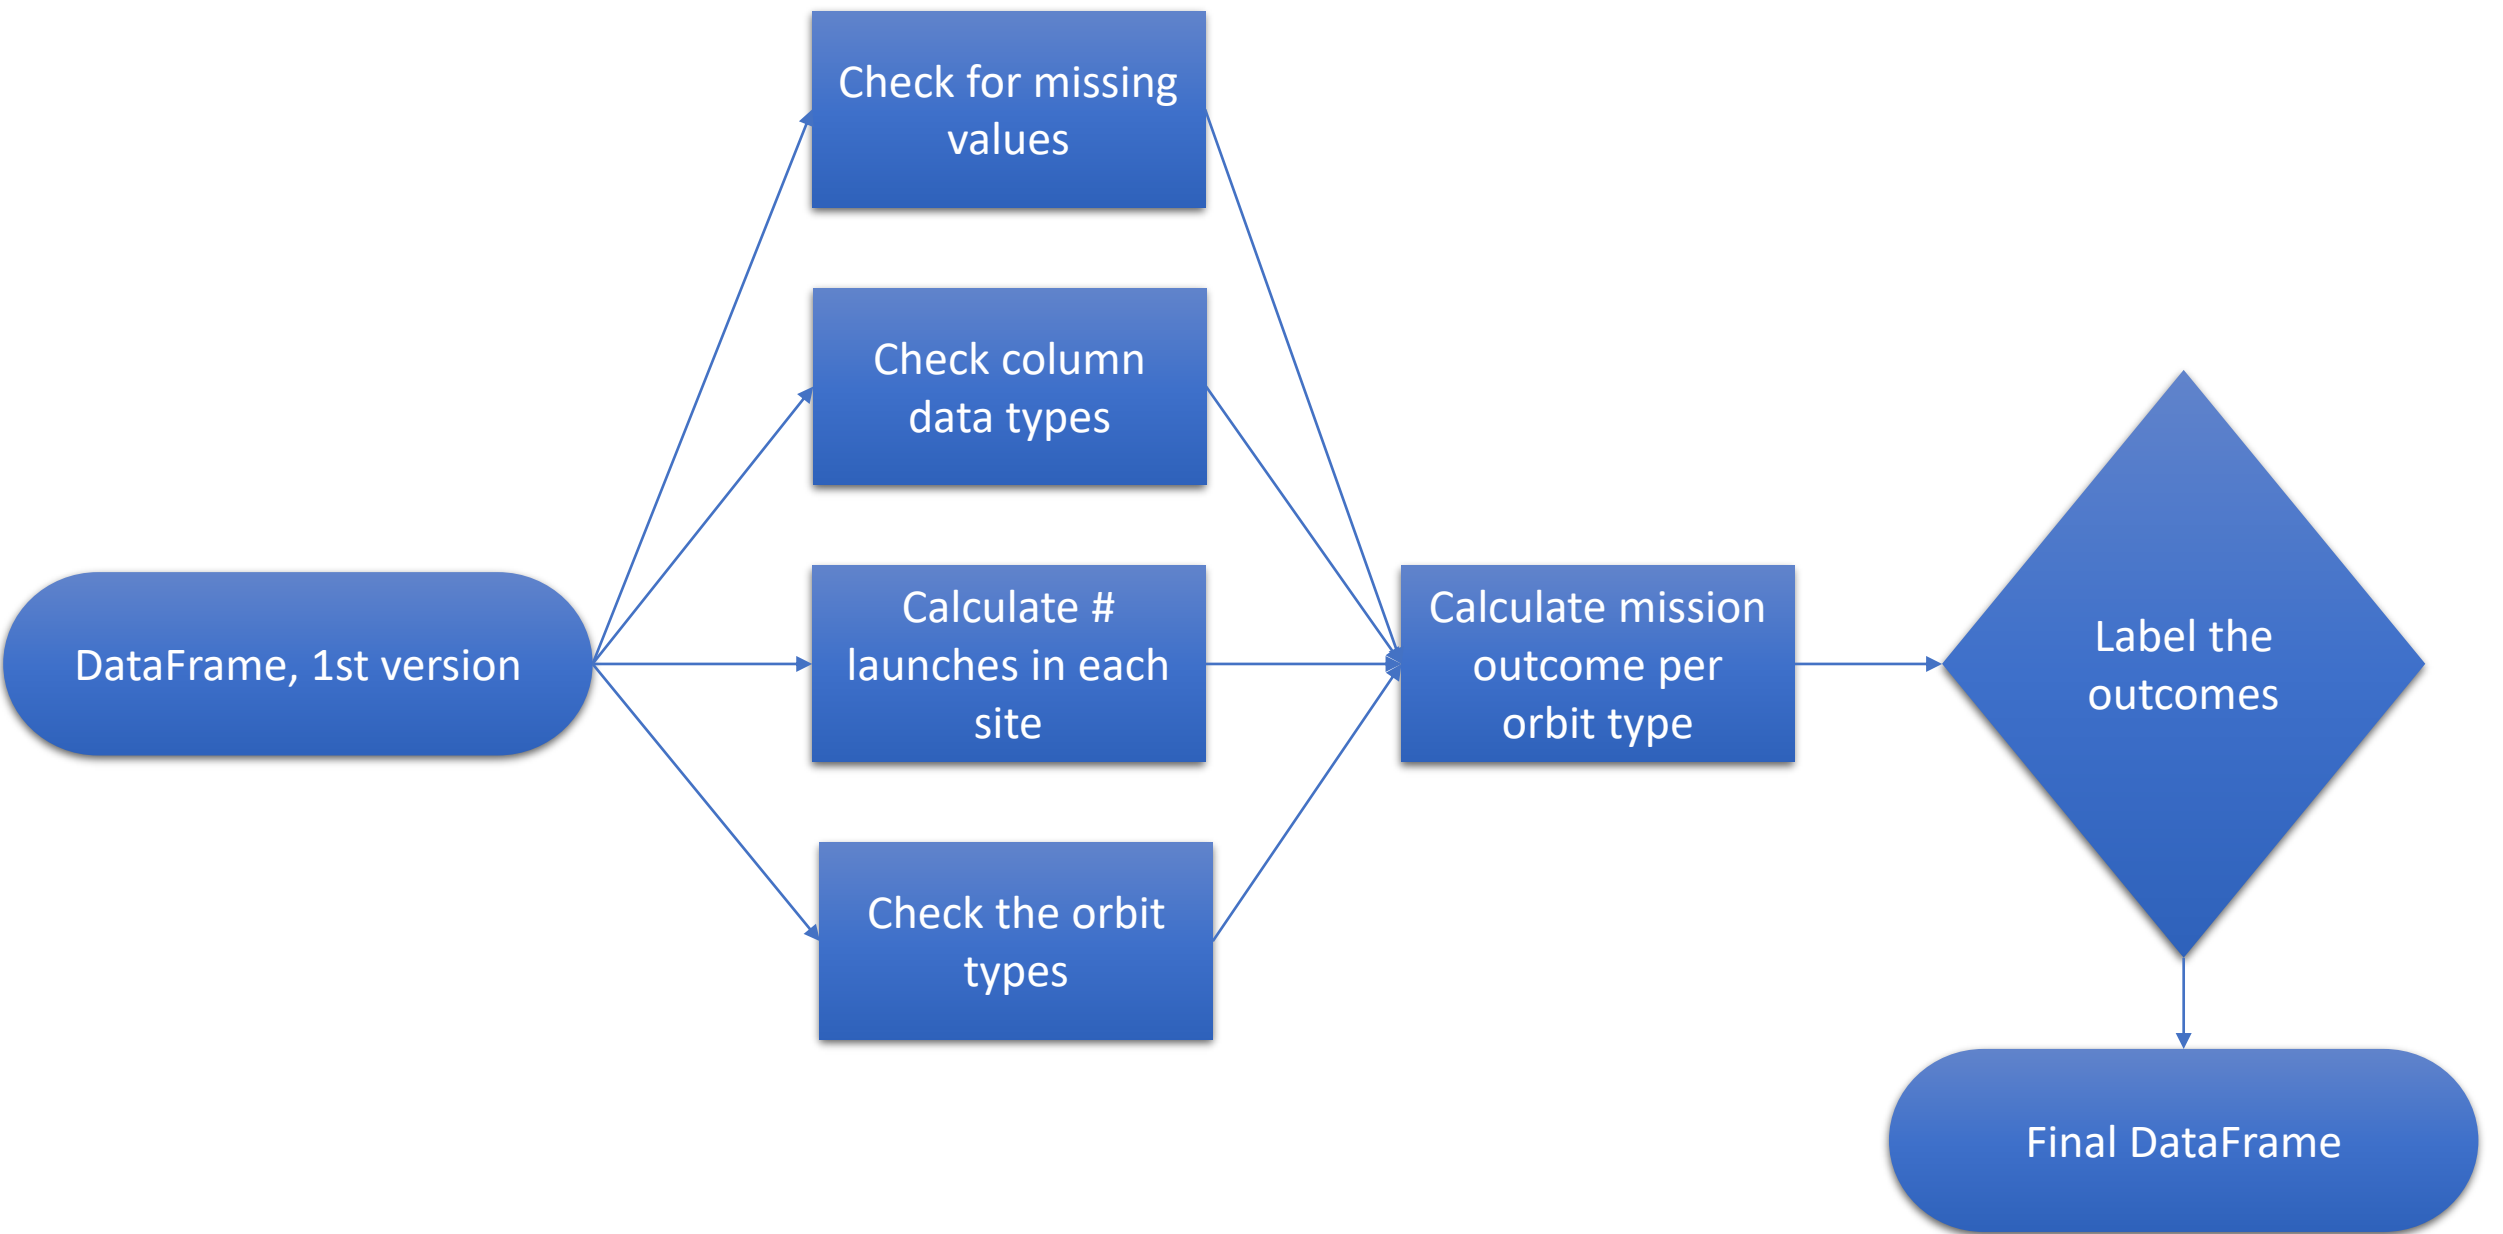 Check for missing
values
Check column
data types
DataFrame, 1st version
Calculate #
launches in each
site
Calculate mission
outcome per
orbit type
Label the
outcomes
Check the orbit
types
Final DataFrame